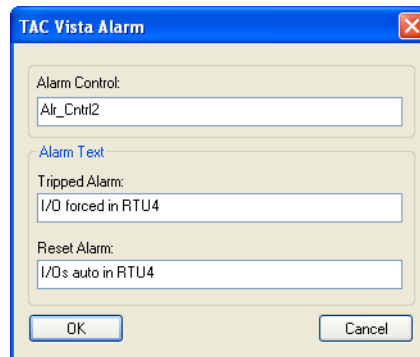 TAC Vista Alarm
Alarm Control:
Alr_Cntrl2
Alarm Text
Tripped Alarm:
I/O forced in RTU4
Reset Alarm:
I/Os auto in RTU4
OK Cancel